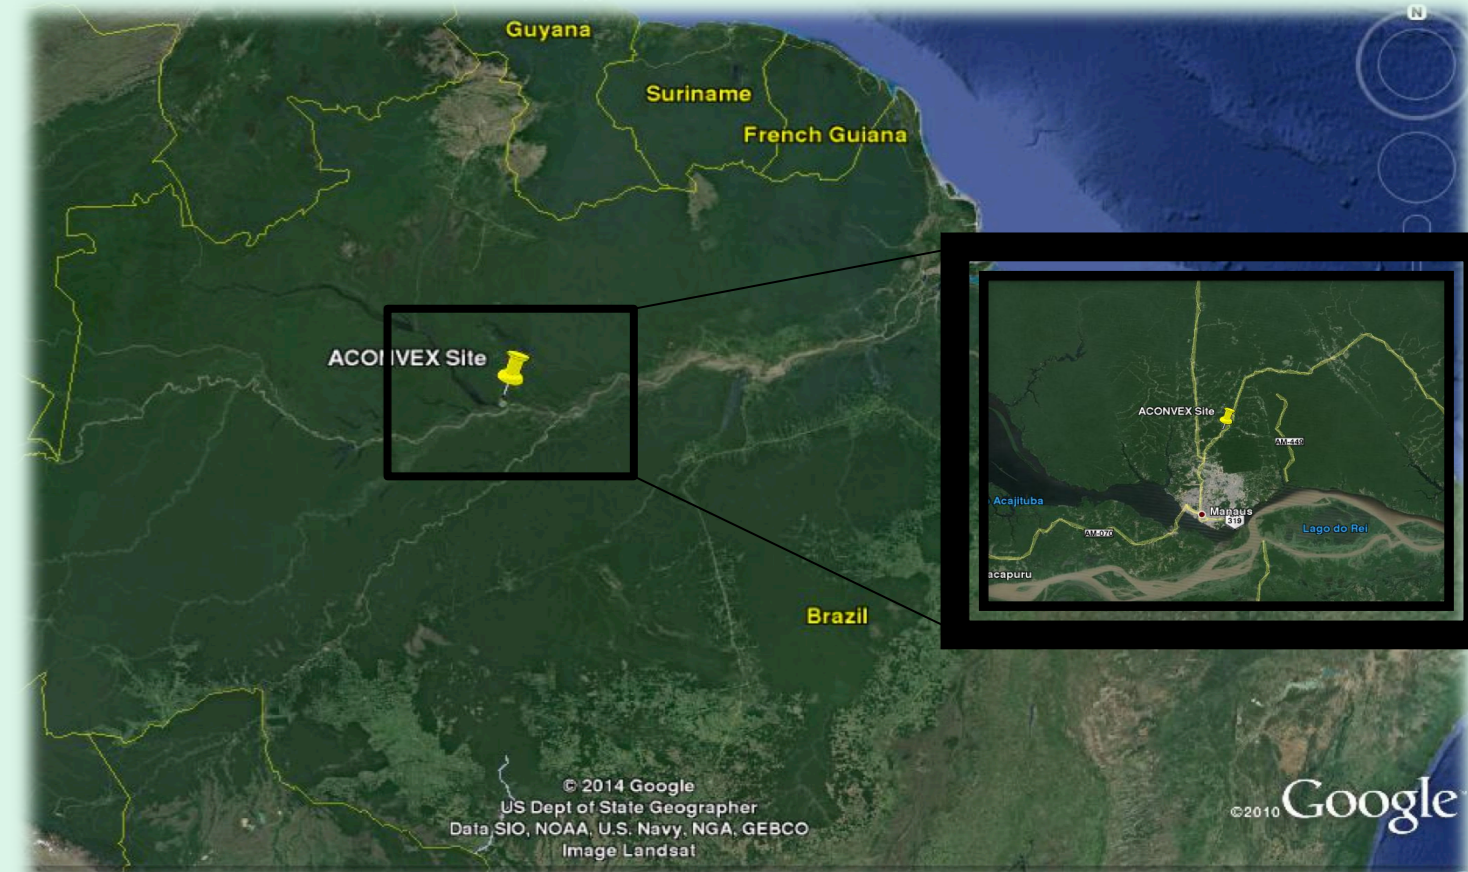 N
Guyana
Suriname
French Guiana
ACONVEX Site
ACONVEX Site
AM-449
Acajituba
Manaus
319
Lago do Rei
AM-070
acapuru
Brazil
© 2014 Google
US Dept of State Geographer
Data SIO, NOAA, U.S. Navy, NGA, GEBCO
Image Landsat
©2010 Google